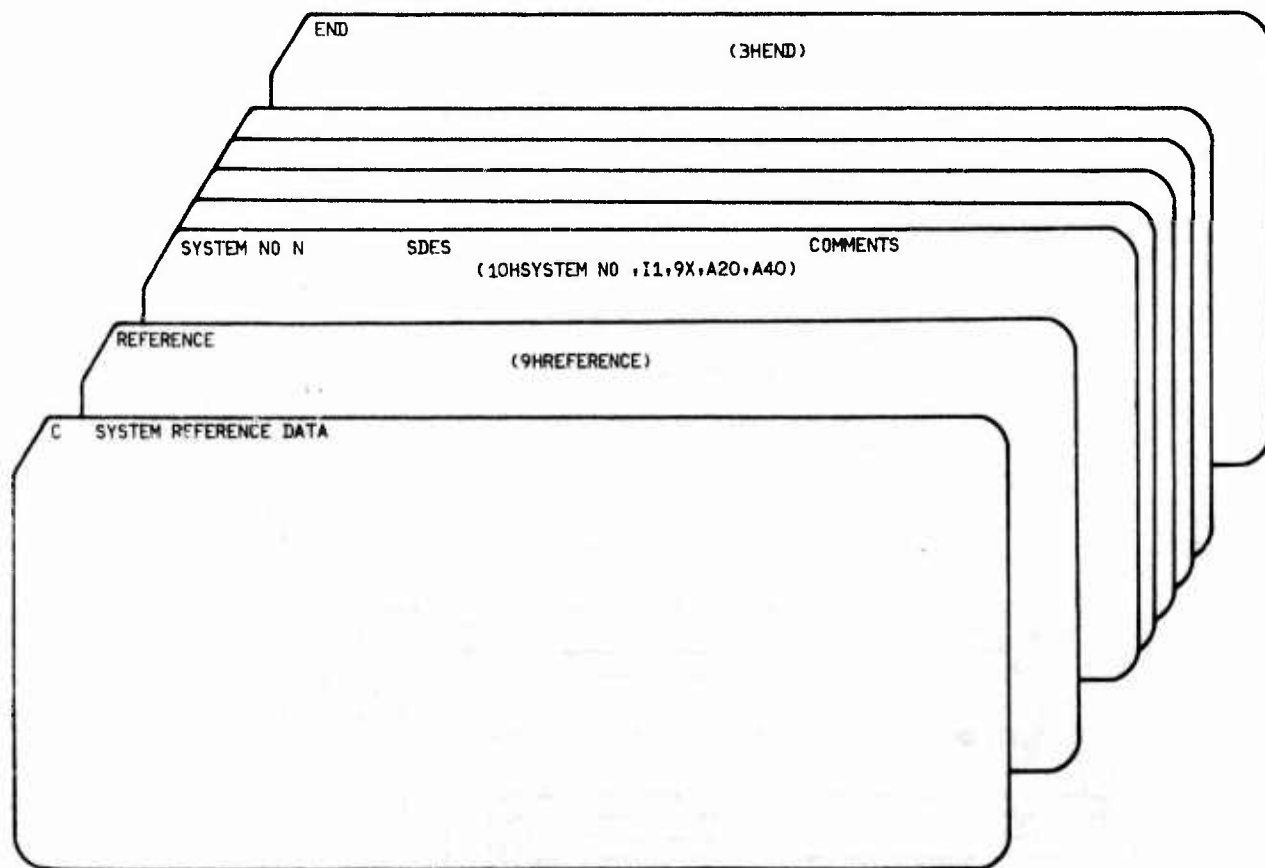 END
(3HEND)
SYSTEM NO N SDES COMMENTS
(10HSYSTEM NO ,I1,9X,A20,A40)
REFERENCE
(9HREFERENCE)
C SYSTEM REFERENCE DATA